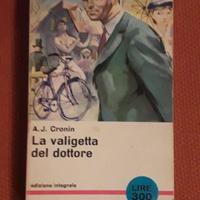 A. J. Cronin
La valigetta
del dottore
edizione integrale
LIRE
300